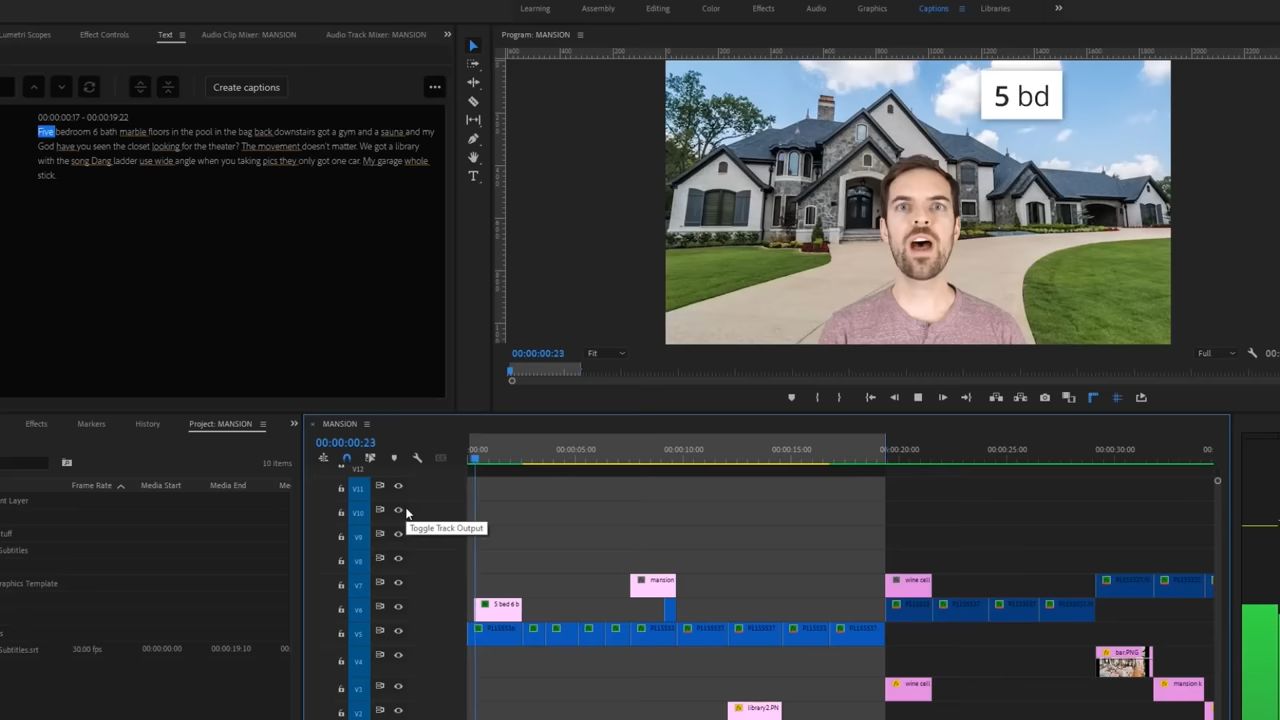 Learning Assembly Editing Color Effects Audio Graphics Captions Libraries
Lumetri Scopes Effect Controls Text Audio Clip Mixer: MANSION Audio Track Mixer: MANSION
Program: MANSION
Create captions
00:00:00:17 - 00:00:19:22
Five bedroom 6 bath marble floors in the pool in the bag back downstairs got a gym and a sauna and my
God have you seen the closet looking for the theater? The movement doesn't matter. We got a library
with the song Dang ladder use wide angle when you taking pics they only got one car. My garage whole
stick.
5 bd
00:00:00:23 Fit Full 00:
Effects Markers History Project: MANSION
10 items
Frame Rate Media Start Media End Me
nt Layer
tuff
Subtitles
raphics Template
s
Subtitles.srt 30.00 fps 00:00:00:00 00:00:19:10 00:
MANSION
00:00:00:23
:00:00 00:00:05:00 00:00:10:00 00:00:15:00 00:00:20:00 00:00:25:00 00:00:30:00 00:
V12
V11
V10
Toggle Track Output
V9
V8
V7 mansion wine cell
V6 5 bed 6 b
V5
V4 bar.PNG
V3 wine cell mansion k
V2 library2.PN